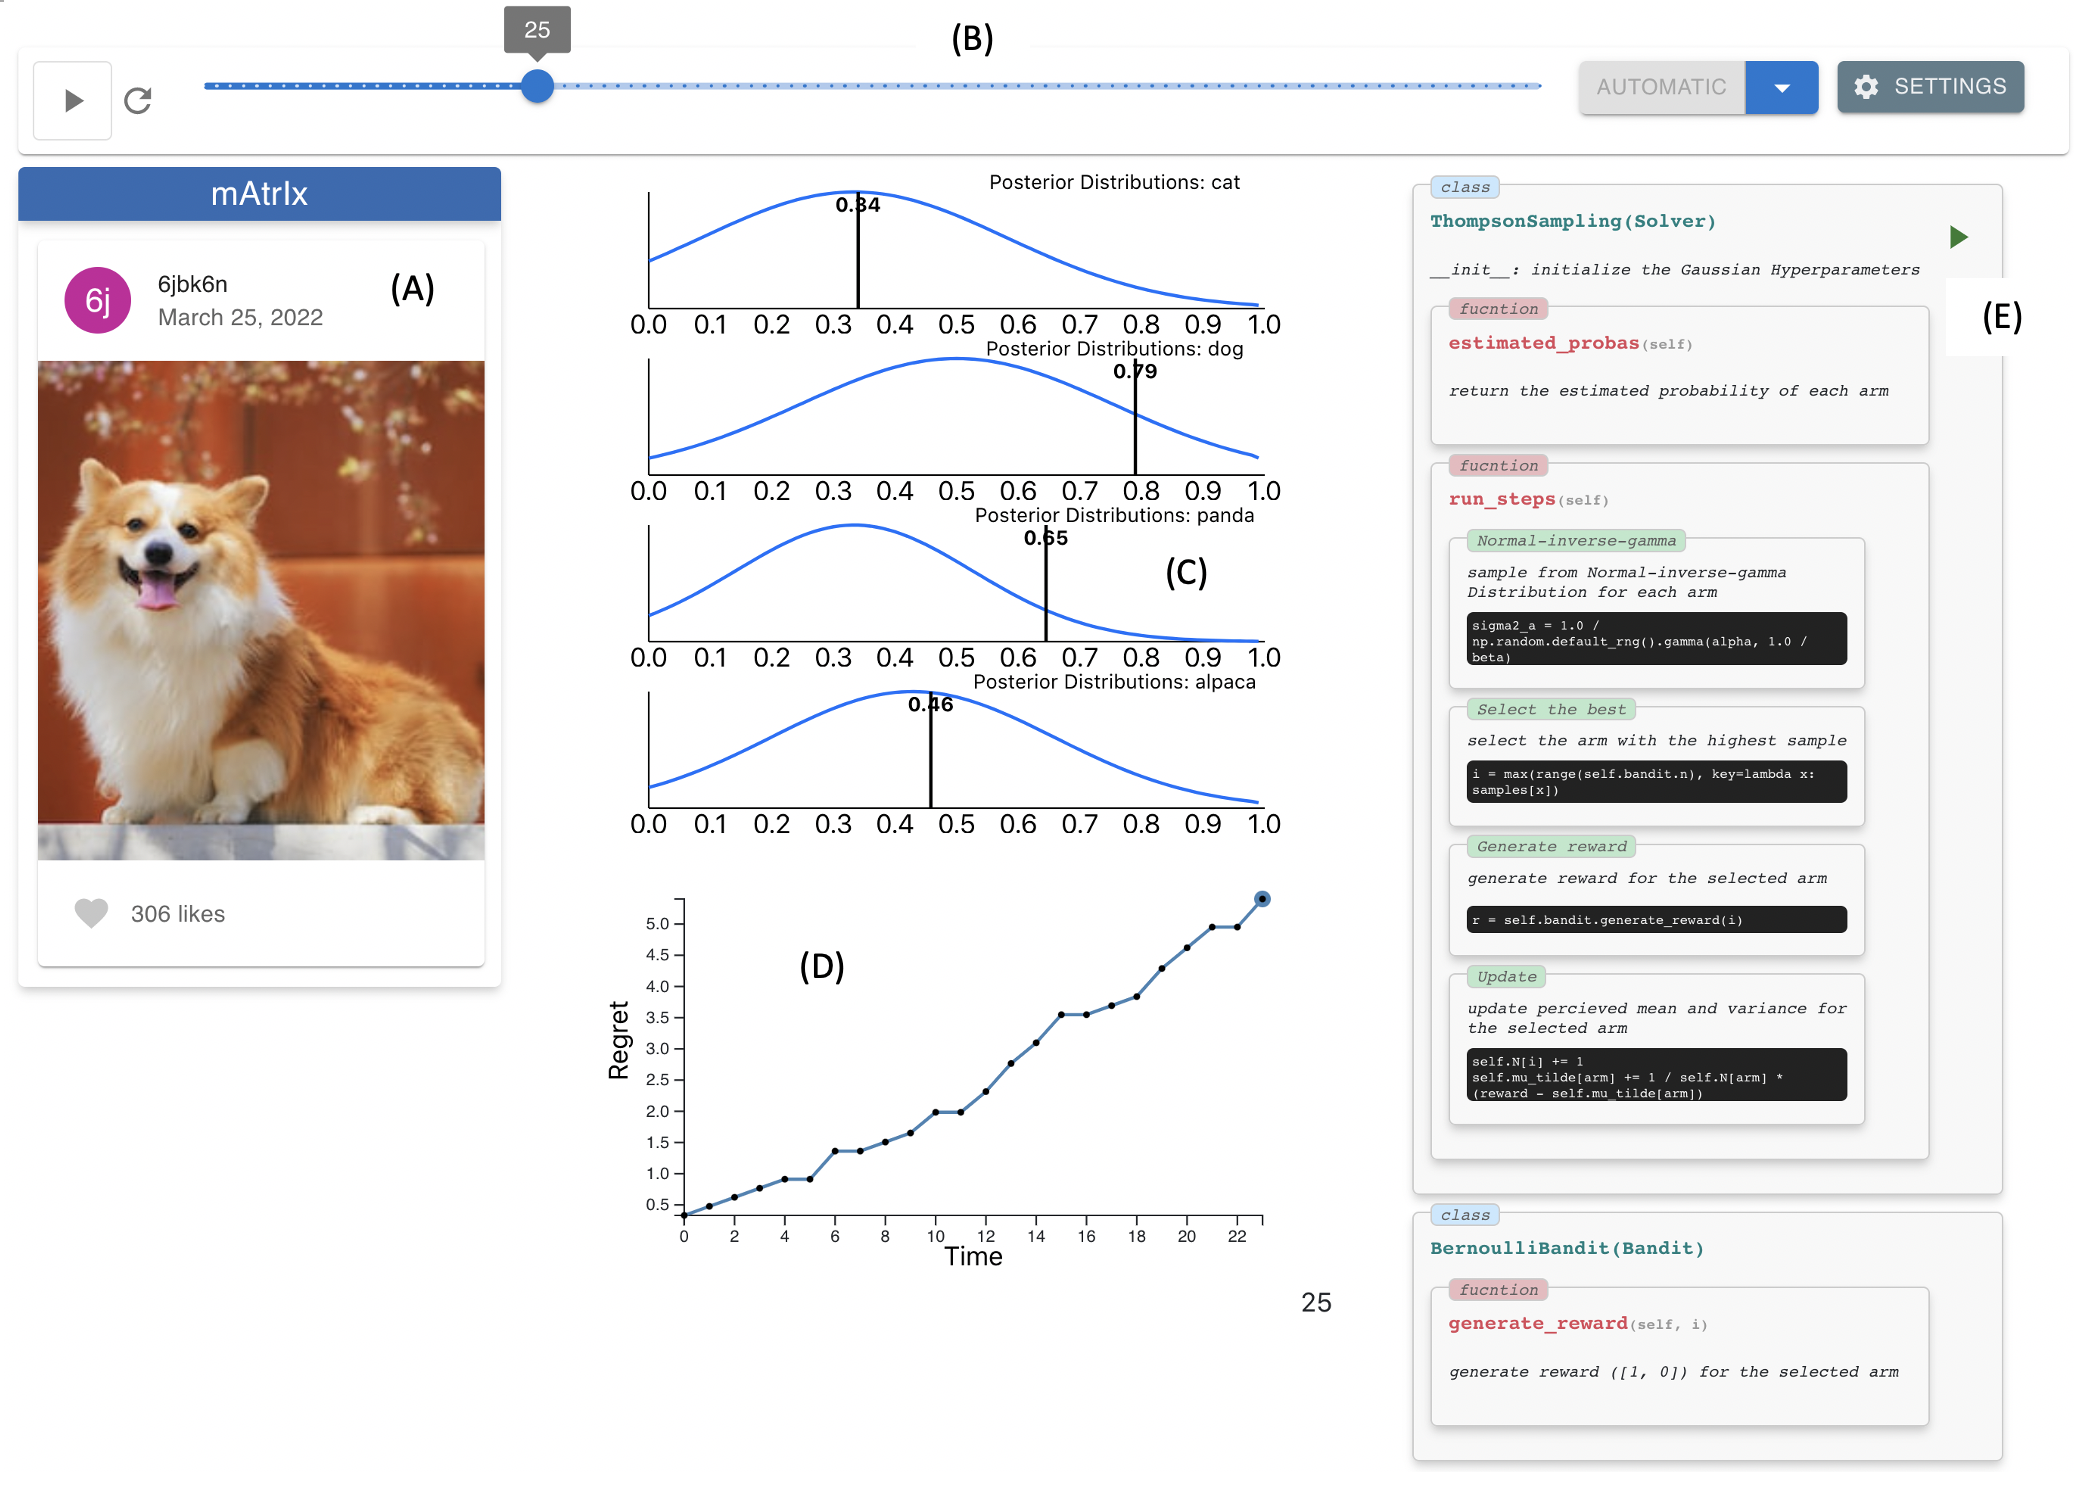 25
(B)
AUTOMATIC
SETTINGS
mAtrIx
6j
6jbk6n
March 25, 2022
(A)
306 likes
Posterior Distributions: cat
0.34
0.0 0.1 0.2 0.3 0.4 0.5 0.6 0.7 0.8 0.9 1.0
Posterior Distributions: dog
0.79
0.0 0.1 0.2 0.3 0.4 0.5 0.6 0.7 0.8 0.9 1.0
Posterior Distributions: panda
0.65
(C)
0.0 0.1 0.2 0.3 0.4 0.5 0.6 0.7 0.8 0.9 1.0
Posterior Distributions: alpaca
0.46
0.0 0.1 0.2 0.3 0.4 0.5 0.6 0.7 0.8 0.9 1.0
(D)
Regret
5.0
4.5
4.0
3.5
3.0
2.5
2.0
1.5
1.0
0.5
0 2 4 6 8 10 12 14 16 18 20 22
Time
25
class
ThompsonSampling(Solver)
__init__: initialize the Gaussian Hyperparameters
(E)
fucntion
estimated_probas(self)
return the estimated probability of each arm
fucntion
run_steps(self)
Normal-inverse-gamma
sample from Normal-inverse-gamma
Distribution for each arm
sigma2_a = 1.0 /
np.random.default_rng().gamma(alpha, 1.0 /
beta)
Select the best
select the arm with the highest sample
i = max(range(self.bandit.n), key=lambda x:
samples[x])
Generate reward
generate reward for the selected arm
r = self.bandit.generate_reward(i)
Update
update percieved mean and variance for
the selected arm
self.N[i] += 1
self.mu_tilde[arm] += 1 / self.N[arm] *
(reward - self.mu_tilde[arm])
class
BernoulliBandit(Bandit)
fucntion
generate_reward(self, i)
generate reward ([1, 0]) for the selected arm